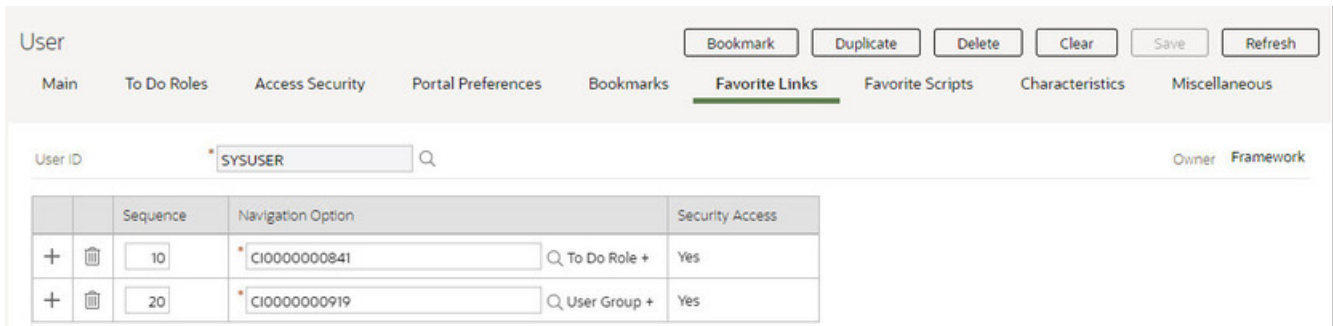 User
Bookmark Duplicate Delete Clear Save Refresh
Main To Do Roles Access Security Portal Preferences Bookmarks Favorite Links Favorite Scripts Characteristics Miscellaneous
User ID * SYSUSER Owner Framework
Sequence Navigation Option Security Access
+ 10 * CI0000000841 To Do Role + Yes
+ 20 * CI0000000919 User Group + Yes